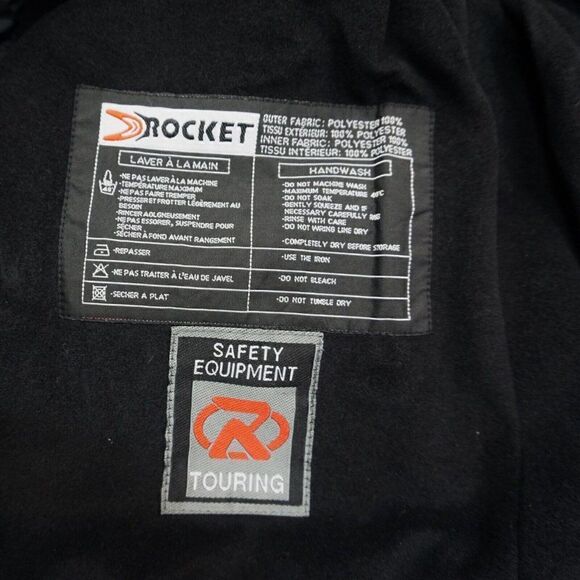 ROCKET
OUTER FABRIC: POLYESTER 100%
TISSU EXTÉRIEUR: 100% POLYESTER
INNER FABRIC: POLYESTER 100%
TISSU INTÉRIEUR: 100% POLYESTER
LAVER À LA MAIN
-NE PAS LAVER À LA MACHINE
-TEMPÉRATURE MAXIMUM
-NE PAS FAIRE TREMPER
-PRESSER ET FROTTER LÉGÈREMENT AU
BESOIN
-RINCER
-NE PAS ESSORER, SUSPENDRE POUR
SÉCHER
-SÉCHER À FOND AVANT RANGEMENT
-REPASSER
-NE PAS TRAITER À L'EAU DE JAVEL
-SECHER A PLAT
HANDWASH
-DO NOT MACHINE WASH
-MAXIMUM TEMPERATURE
-DO NOT SOAK
-GENTLY SQUEEZE AND IF
NECESSARY CAREFULLY
-RINSE WITH CARE
-DO NOT WRING LINE DRY
-COMPLETELY DRY BEFORE STORAGE
-USE THE IRON
-DO NOT BLEACH
-DO NOT TUMBLE DRY
SAFETY
EQUIPMENT
TOURING